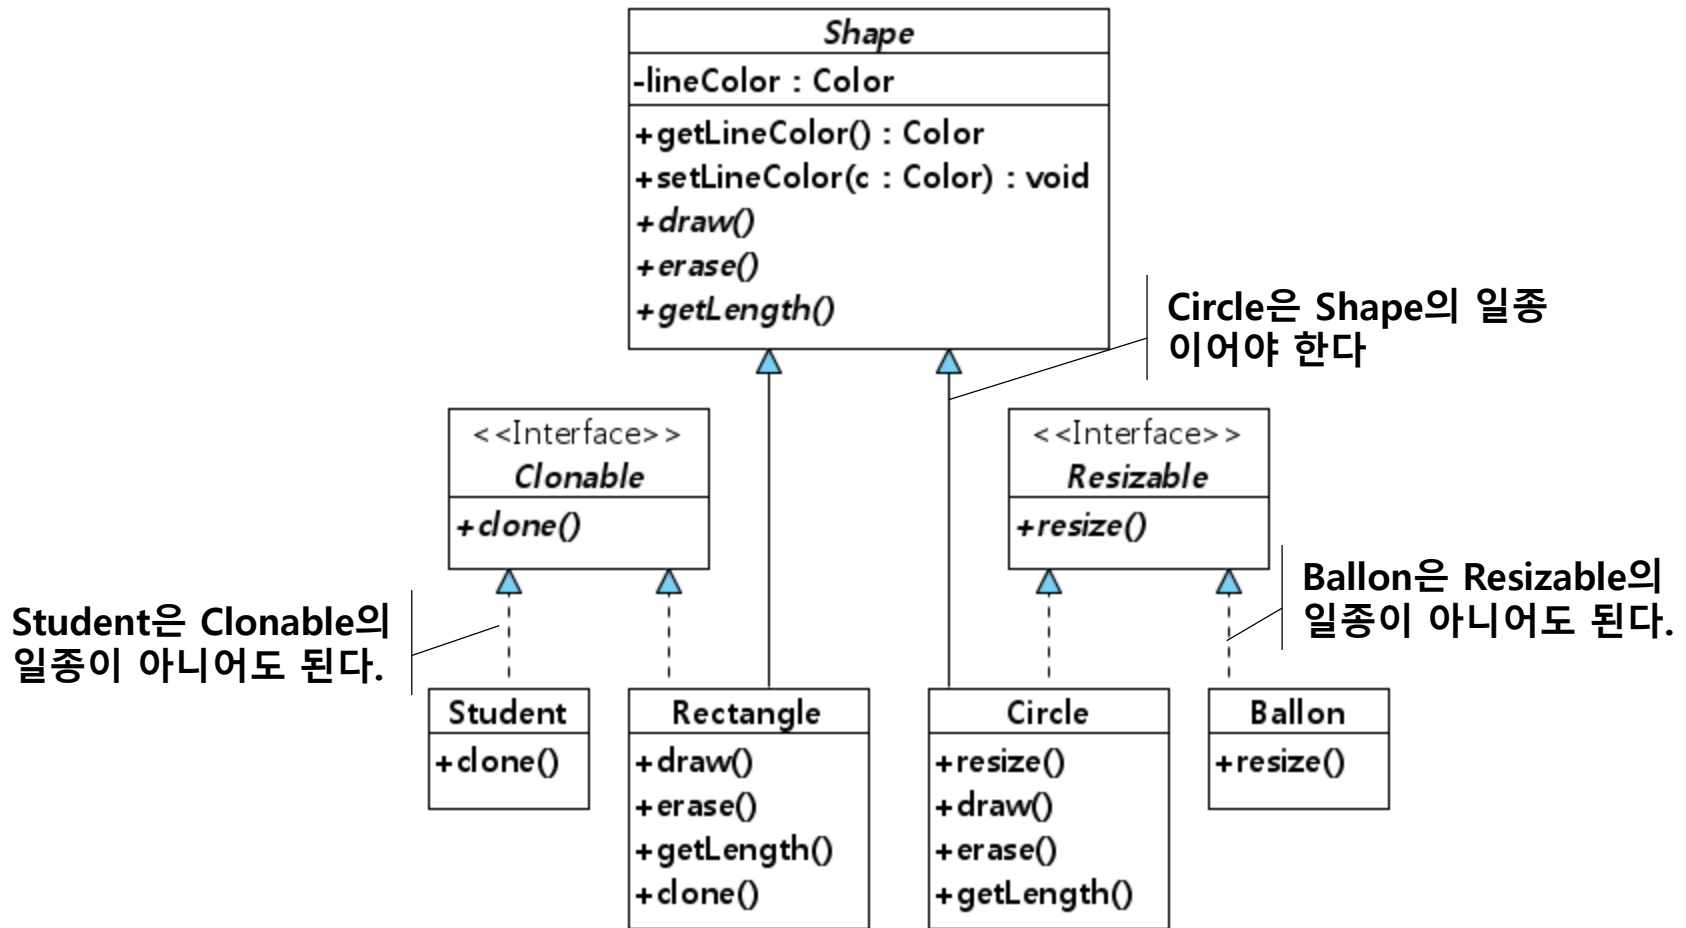 Shape
-lineColor : Color
+getLineColor() : Color
+setLineColor(c : Color) : void
+draw()
+erase()
+getLength()
Circle은 Shape의 일종
이어야 한다
<<Interface>>
Clonable
+clone()
<<Interface>>
Resizable
+resize()
Student은 Clonable의
일종이 아니어도 된다.
Ballon은 Resizable의
일종이 아니어도 된다.
Student
+clone()
Rectangle
+draw()
+erase()
+getLength()
+clone()
Circle
+resize()
+draw()
+erase()
+getLength()
Ballon
+resize()